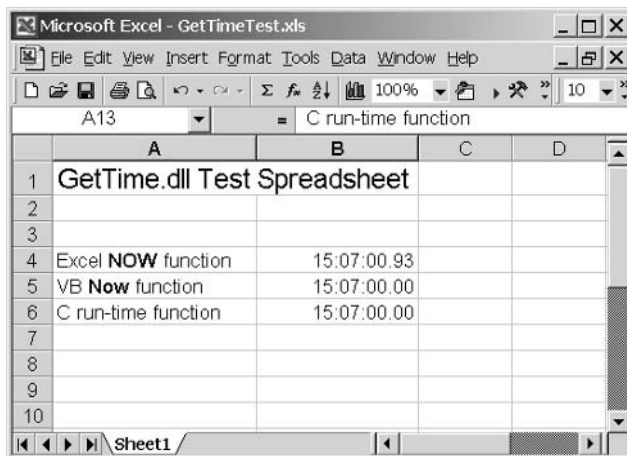 Microsoft Excel - GetTimeTest.xls
File Edit View Insert Format Tools Data Window Help
Σ fx 100% 10
A13 = C run-time function
A B C D
1 GetTime.dll Test Spreadsheet
2
3
4 Excel NOW function 15:07:00.93
5 VB Now function 15:07:00.00
6 C run-time function 15:07:00.00
7
8
9
10
Sheet1